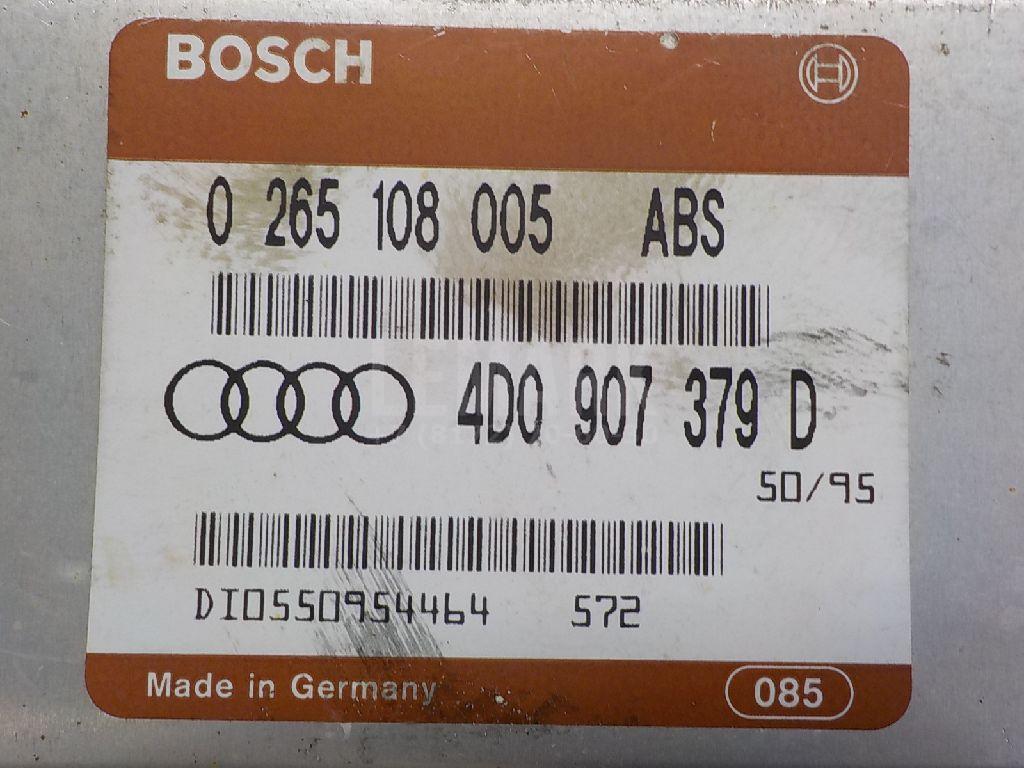 BOSCH
0 265 108 005 ABS
4D0 907 379 D
50/95
DI0550954464 572
Made in Germany 085